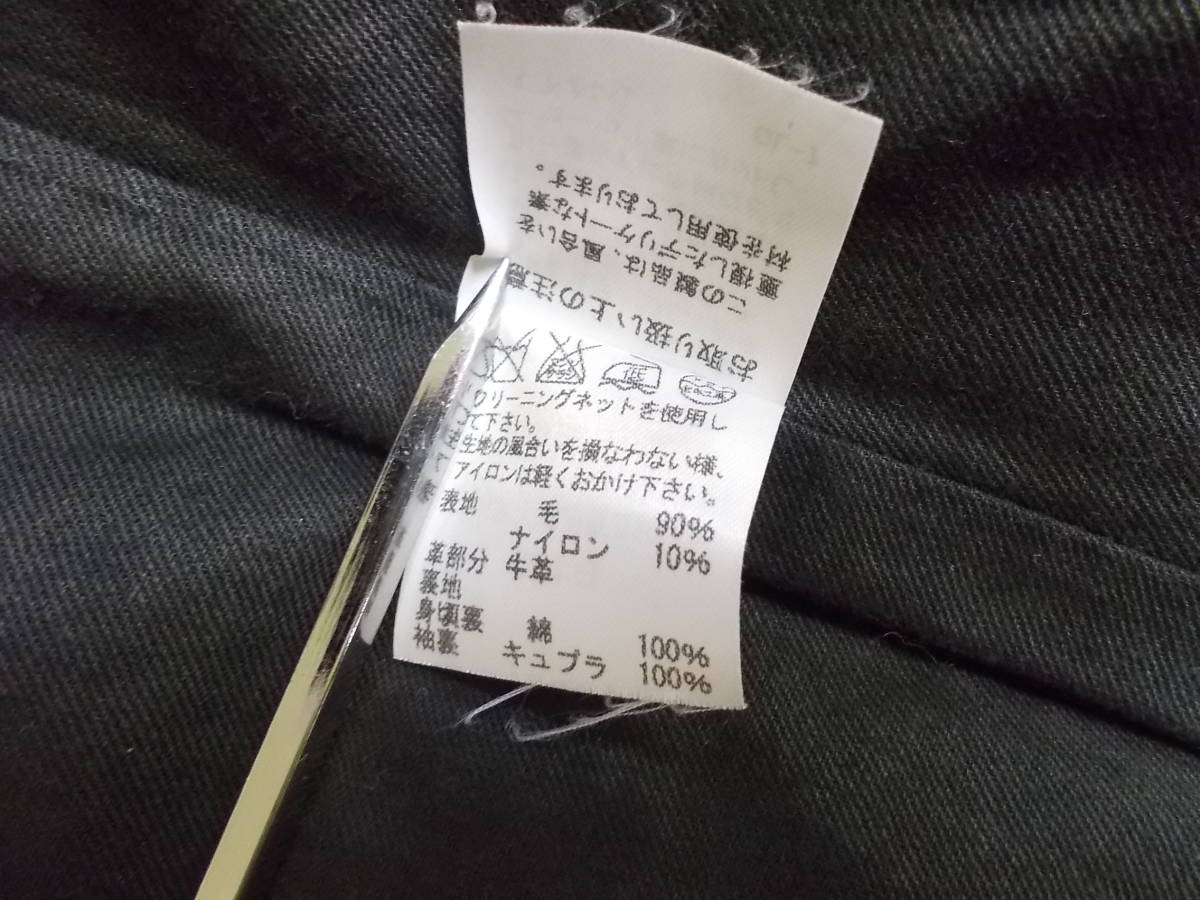 お取り扱い上の注意
この製品は、風合いを
重視したデリケートな素
材を使用しております。
低
クリーニングネットを使用し
て下さい。
生地の風合いを損なわない様、
アイロンは軽くおかけ下さい。
表地 毛 90%
ナイロン 10%
革部分 牛革
裏地
身頃裏 綿 100%
袖裏 キュプラ 100%